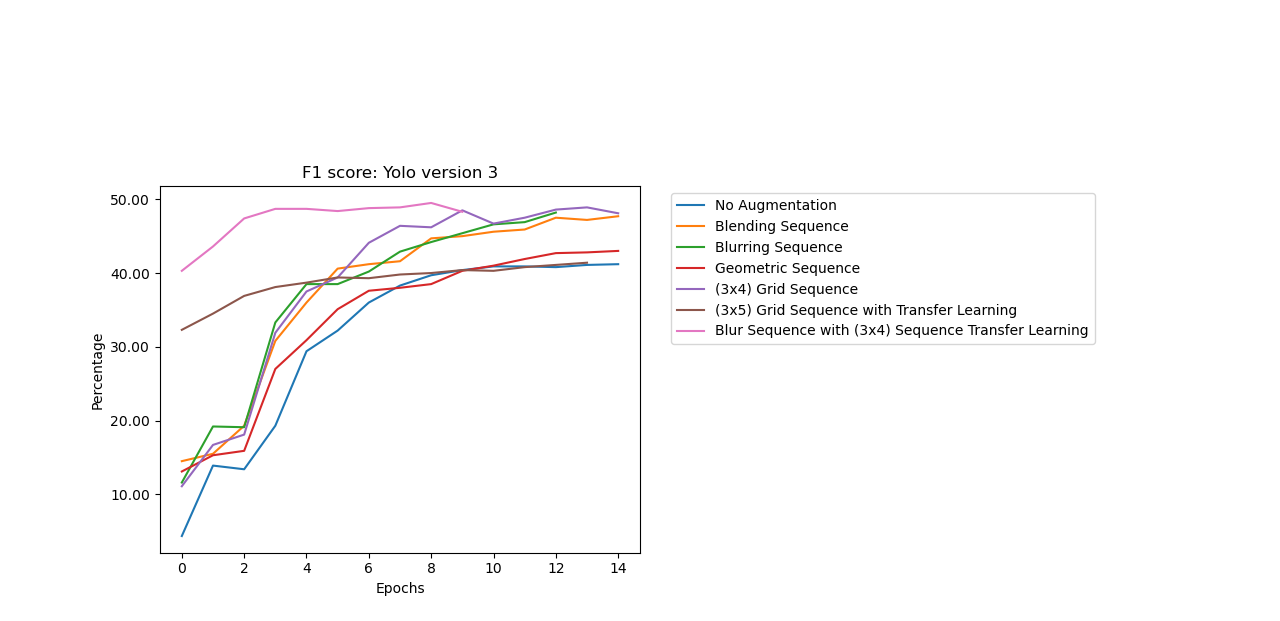 F1 score: Yolo version 3
50.00
40.00
30.00
20.00
10.00
Percentage
0 2 4 6 8 10 12 14
Epochs
No Augmentation
Blending Sequence
Blurring Sequence
Geometric Sequence
(3x4) Grid Sequence
(3x5) Grid Sequence with Transfer Learning
Blur Sequence with (3x4) Sequence Transfer Learning